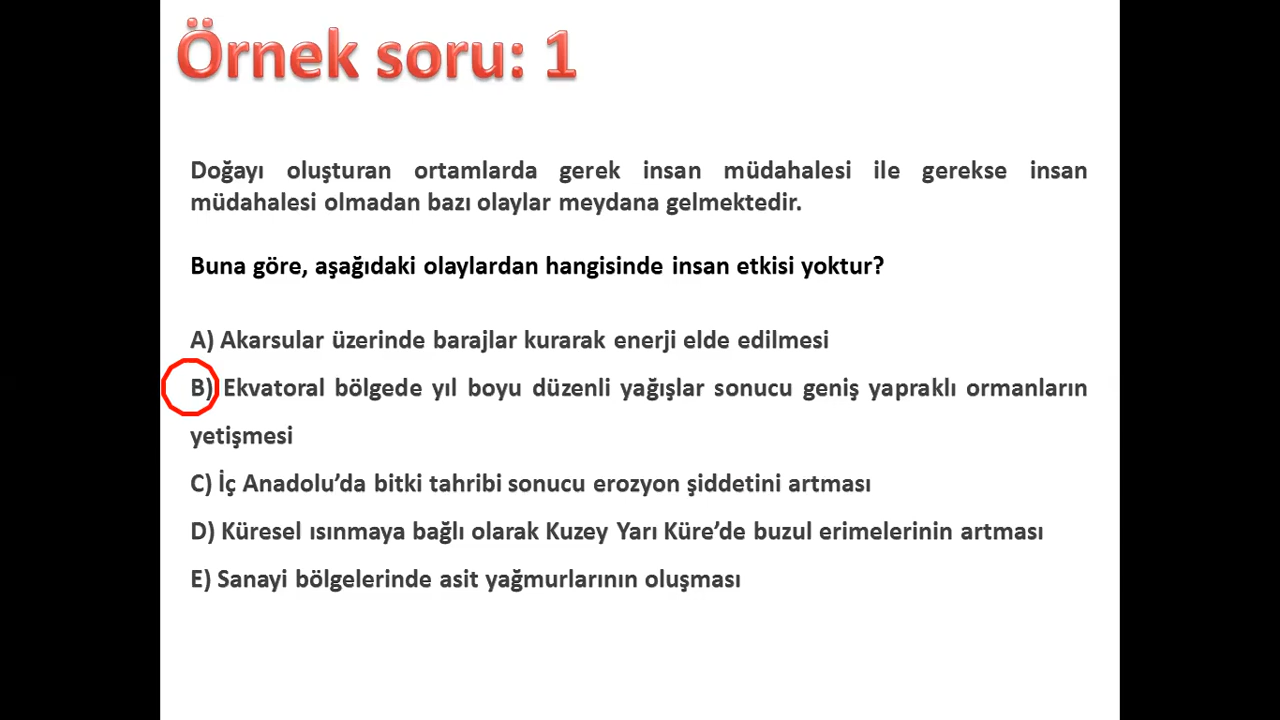 Örnek soru: 1
Doğayı oluşturan ortamlarda gerek insan müdahalesi ile gerekse insan
müdahalesi olmadan bazı olaylar meydana gelmektedir.
Buna göre, aşağıdaki olaylardan hangisinde insan etkisi yoktur?
A) Akarsular üzerinde barajlar kurarak enerji elde edilmesi
B) Ekvatoral bölgede yıl boyu düzenli yağışlar sonucu geniş yapraklı ormanların
yetişmesi
C) İç Anadolu’da bitki tahribi sonucu erozyon şiddetini artması
D) Küresel ısınmaya bağlı olarak Kuzey Yarı Küre’de buzul erimelerinin artması
E) Sanayi bölgelerinde asit yağmurlarının oluşması